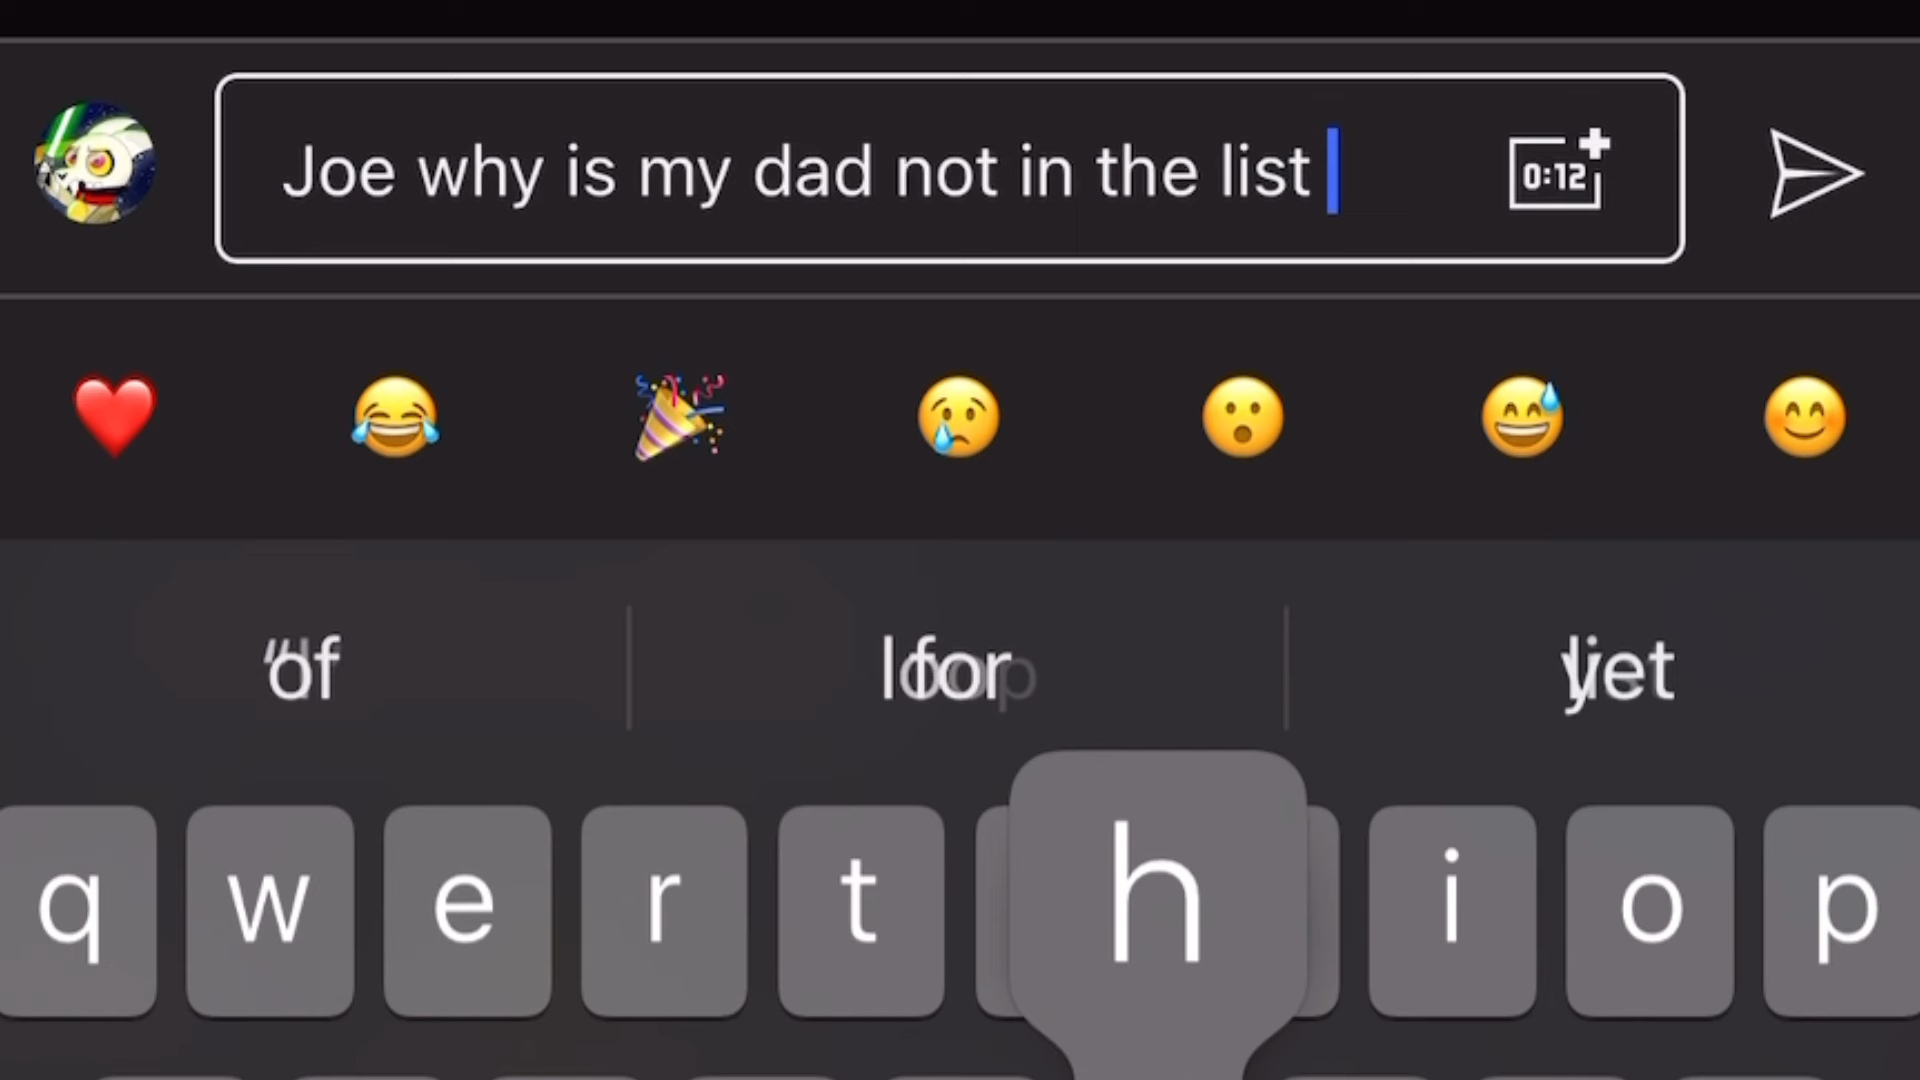 Joe why is my dad not in the list
0:12
of for yet
q w e r t h i o p